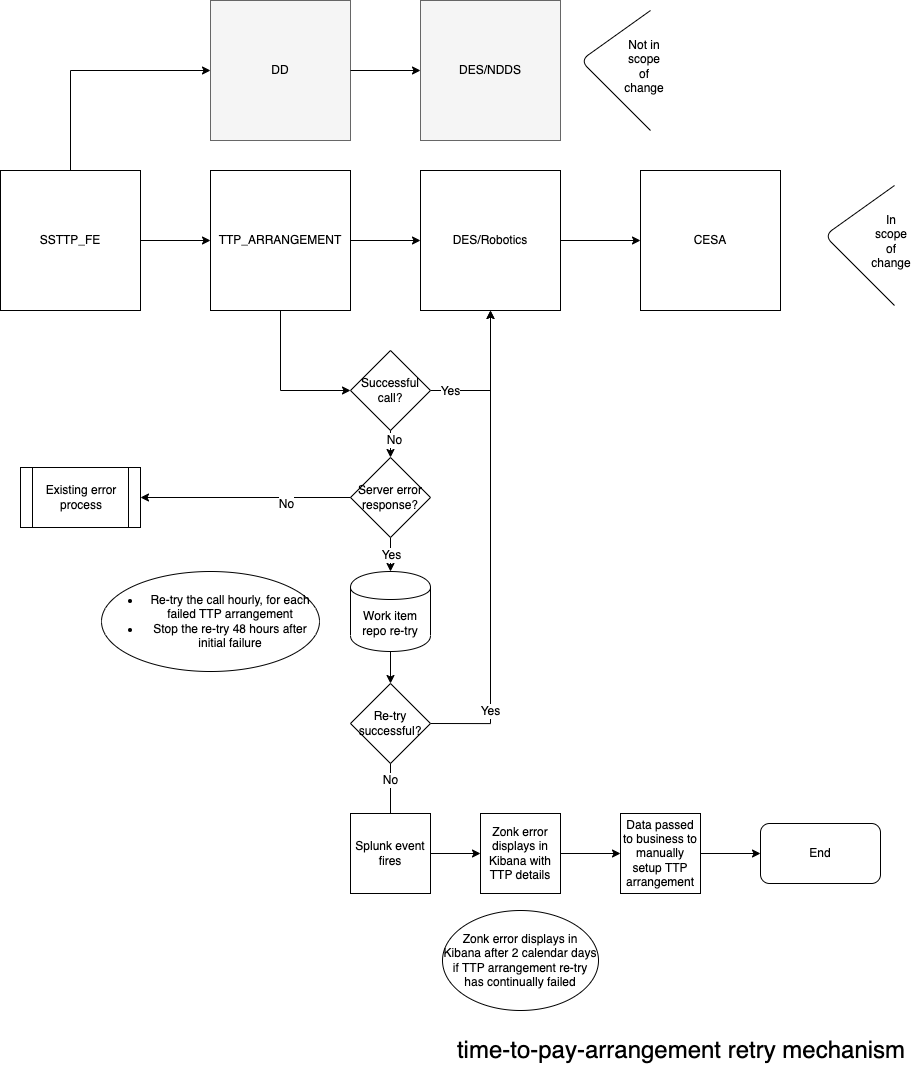 DD
DES/NDDS
Not in
scope
of
change
SSTTP_FE
TTP_ARRANGEMENT
DES/Robotics
CESA
In
scope
of
change
Successful
call?
Yes
No
Server error
response?
No
Existing error
process
Yes
• Re-try the call hourly, for each
failed TTP arrangement
• Stop the re-try 48 hours after
initial failure
Work item
repo re-try
Re-try
successful?
Yes
No
Splunk event
fires
Zonk error
displays in
Kibana with
TTP details
Data passed
to business to
manually
setup TTP
arrangement
End
Zonk error displays in
Kibana after 2 calendar days
if TTP arrangement re-try
has continually failed
time-to-pay-arrangement retry mechanism